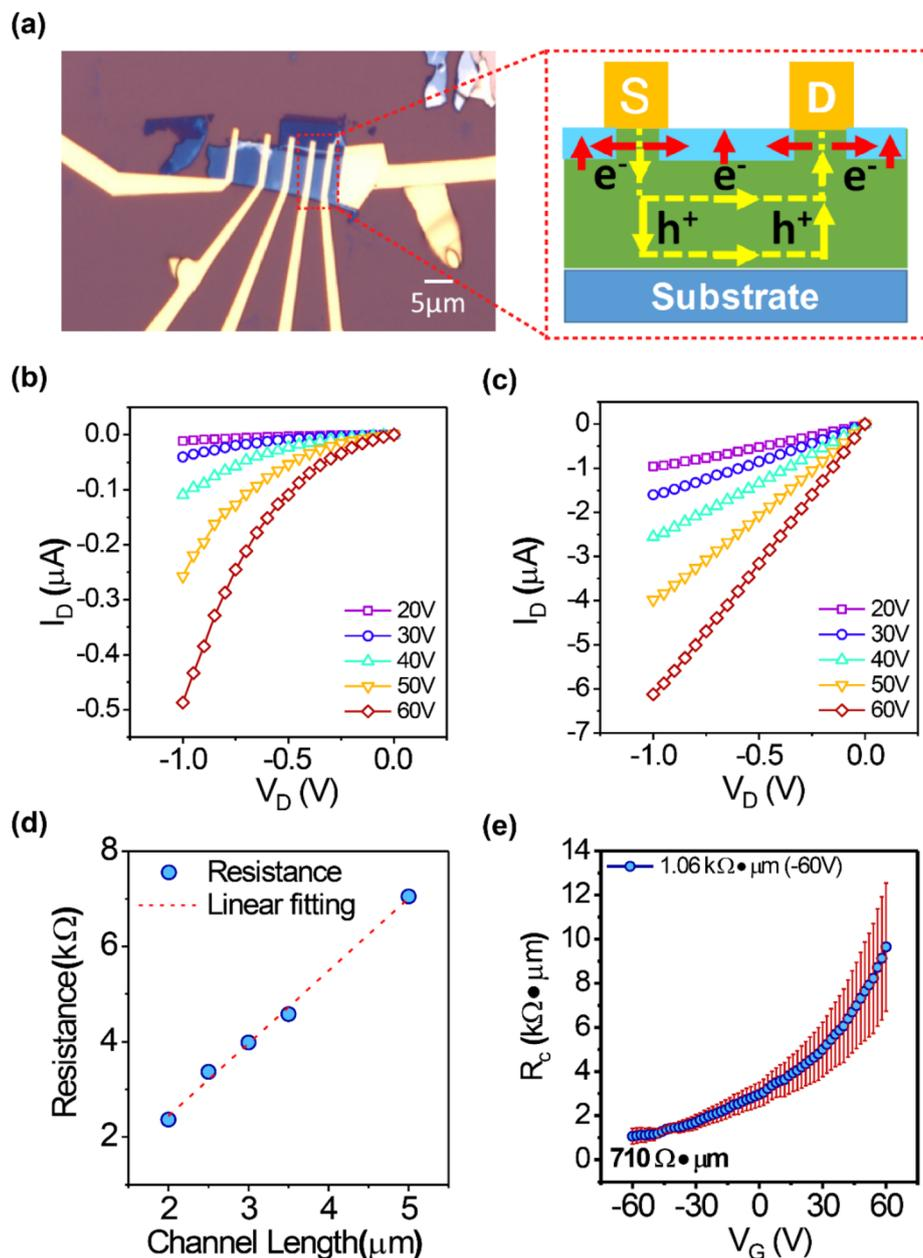 (a)
5μm
S
D
e-
e-
e-
h+
h+
Substrate
(b)
0.0
-0.1
-0.2
-0.3
-0.4
-0.5
I_D (μA)
20V
30V
40V
50V
60V
-1.0
-0.5
0.0
V_D (V)
(c)
0
-1
-2
-3
-4
-5
-6
-7
I_D (μA)
20V
30V
40V
50V
60V
-1.0
-0.5
0.0
V_D (V)
(d)
8
6
4
2
Resistance(kΩ)
Resistance
Linear fitting
2
3
4
5
Channel Length(μm)
(e)
14
12
10
8
6
4
2
0
R_c (kΩ•μm)
1.06 kΩ•μm (-60V)
710 Ω•μm
-60
-30
0
30
60
V_G (V)